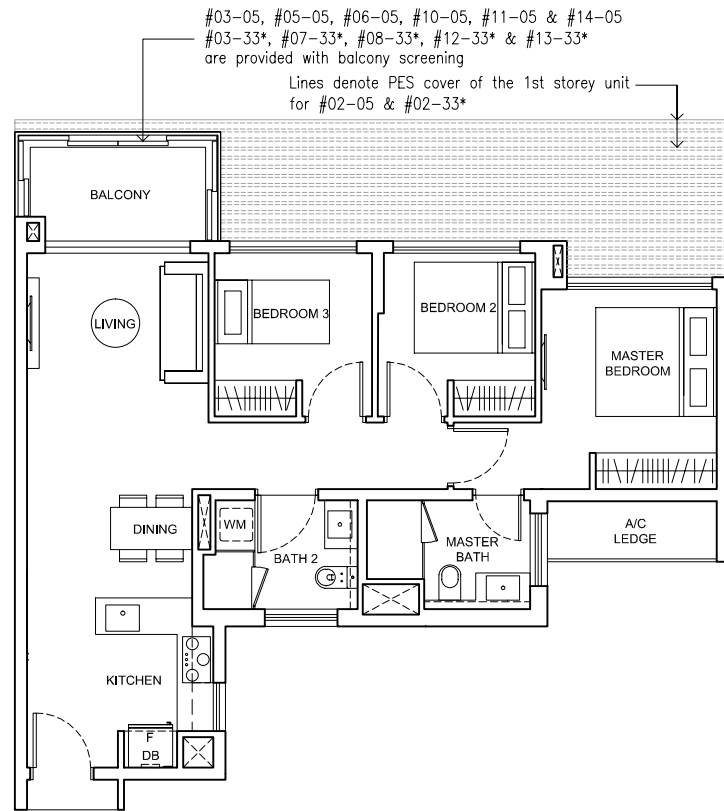 #03-05, #05-05, #06-05, #10-05, #11-05 & #14-05
#03-33*, #07-33*, #08-33*, #12-33* & #13-33*
are provided with balcony screening
Lines denote PES cover of the 1st storey unit
for #02-05 & #02-33*
BALCONY
LIVING
BEDROOM 3
BEDROOM 2
MASTER
BEDROOM
DINING
WM
BATH 2
MASTER
BATH
A/C
LEDGE
KITCHEN
F
DB